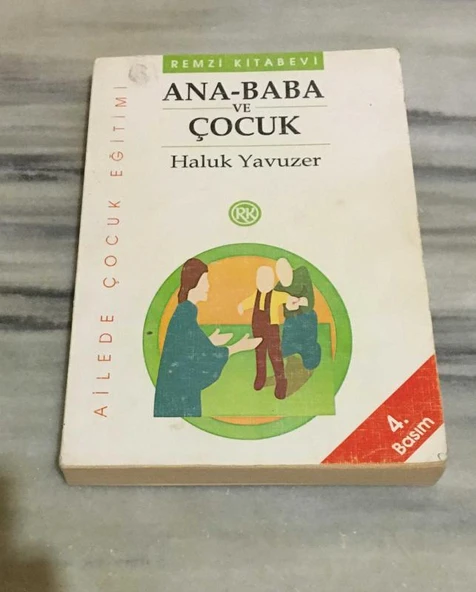 REMZİ KİTABEVİ
ANA-BABA
VE
ÇOCUK
Haluk Yavuzer
RK
AİLEDE ÇOCUK EĞİTİMİ
4.
Basım